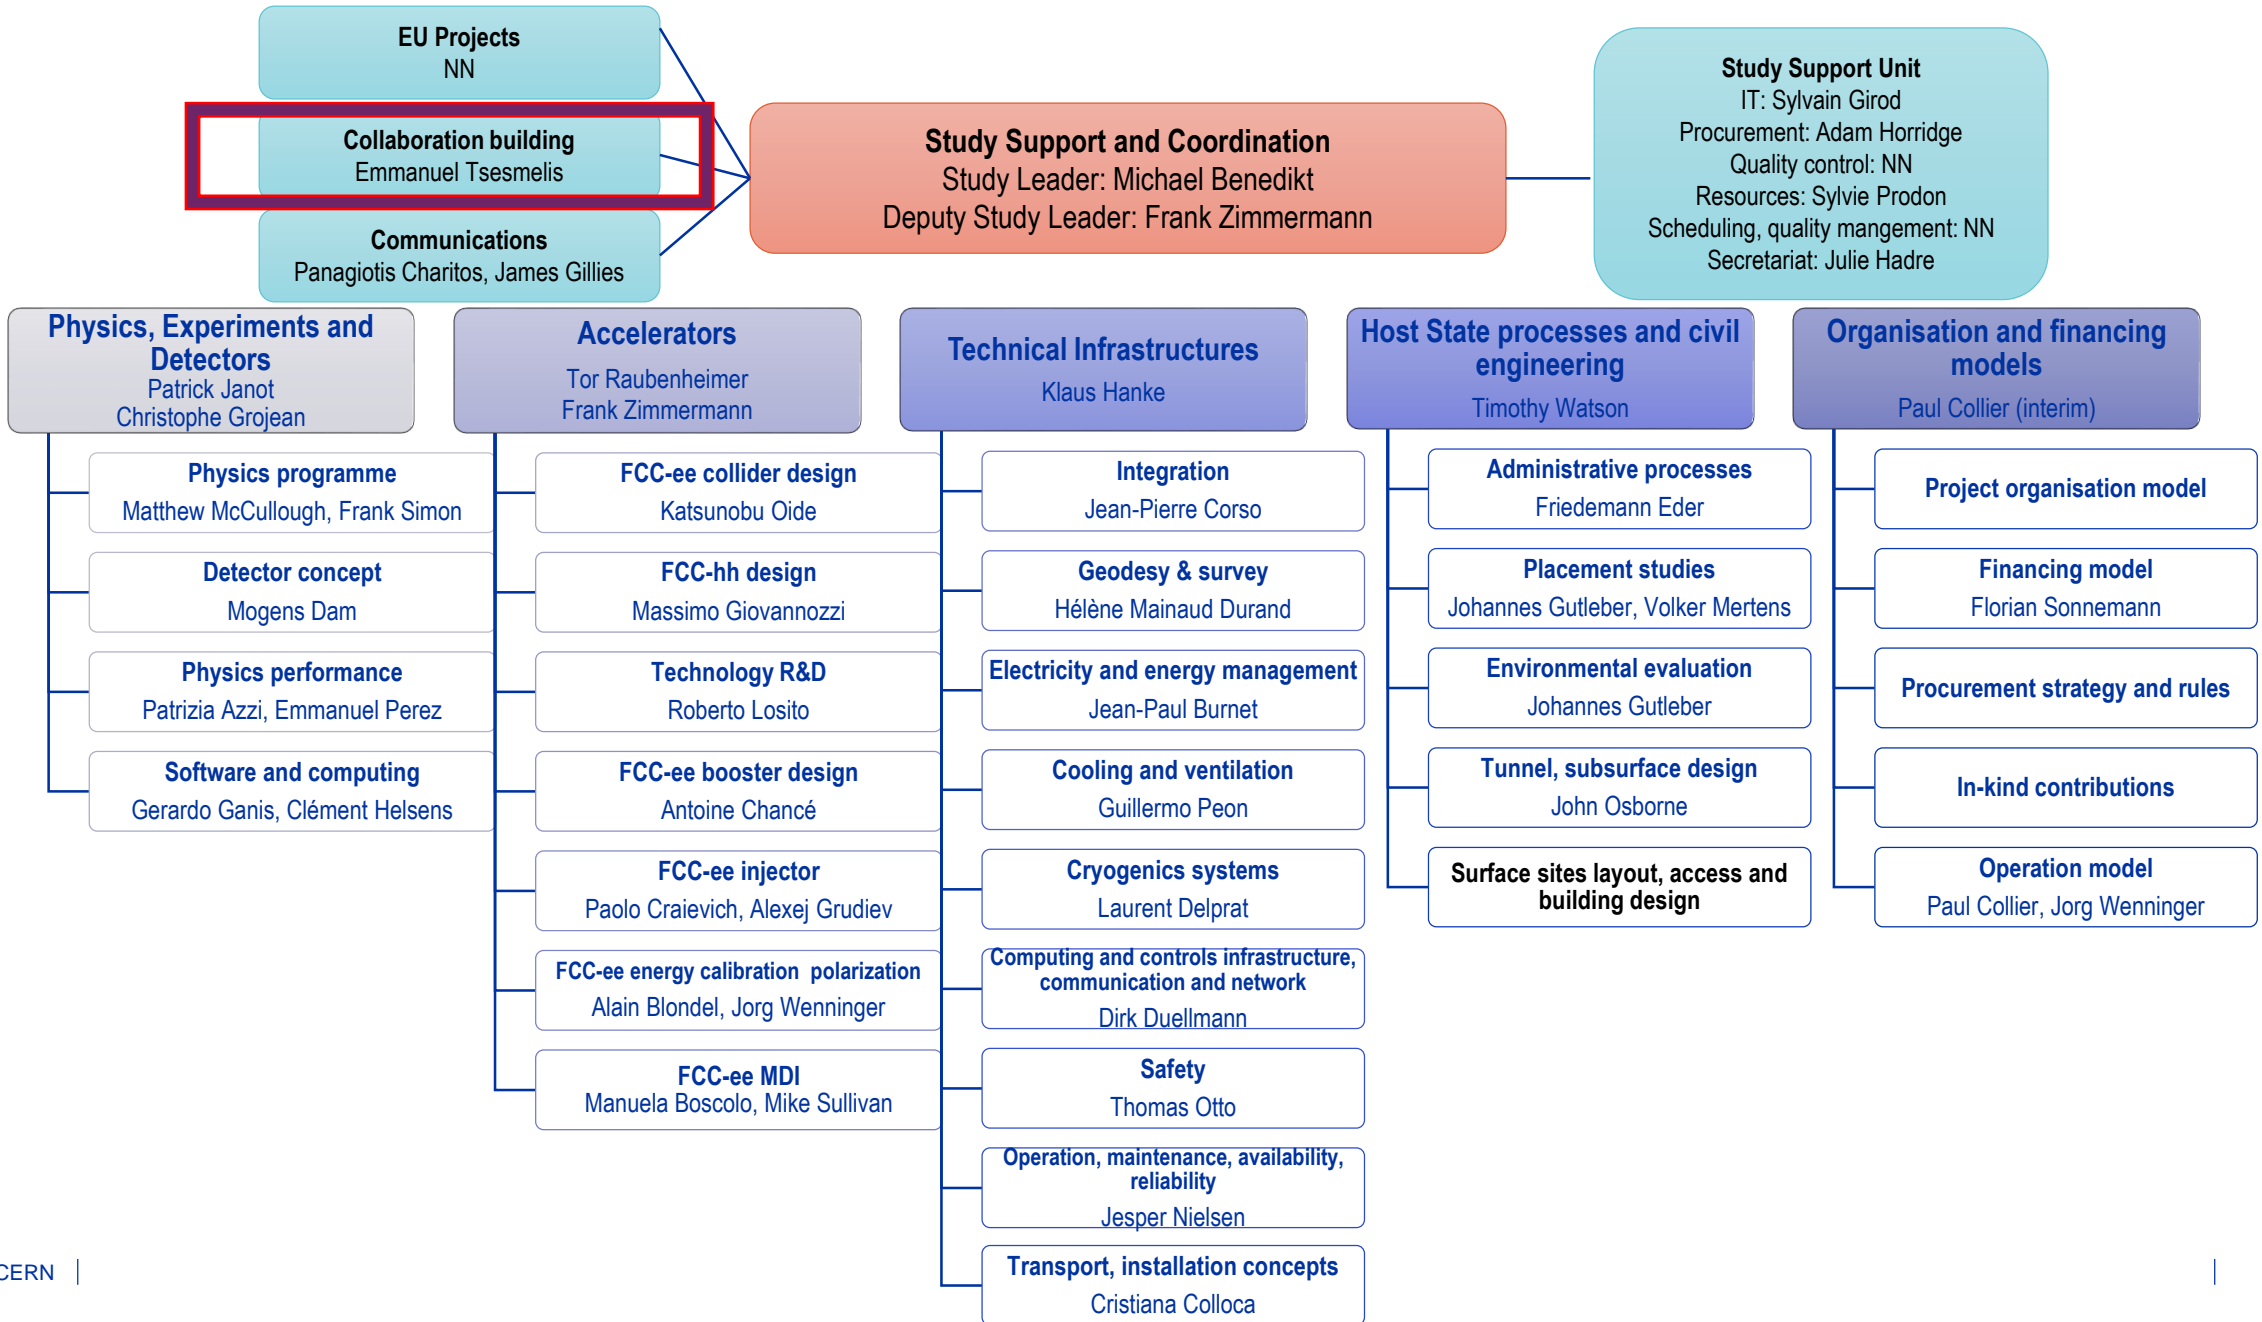 EU Projects
NN
Collaboration building
Emmanuel Tsesmelis
Communications
Panagiotis Charitos, James Gillies
Study Support and Coordination
Study Leader: Michael Benedikt
Deputy Study Leader: Frank Zimmermann
Study Support Unit
IT: Sylvain Girod
Procurement: Adam Horridge
Quality control: NN
Resources: Sylvie Prodon
Scheduling, quality mangement: NN
Secretariat: Julie Hadre
Physics, Experiments and
Detectors
Patrick Janot
Christophe Grojean
Physics programme
Matthew McCullough, Frank Simon
Detector concept
Mogens Dam
Physics performance
Patrizia Azzi, Emmanuel Perez
Software and computing
Gerardo Ganis, Clément Helsens
Accelerators
Tor Raubenheimer
Frank Zimmermann
FCC-ee collider design
Katsunobu Oide
FCC-hh design
Massimo Giovannozzi
Technology R&D
Roberto Losito
FCC-ee booster design
Antoine Chancé
FCC-ee injector
Paolo Craievich, Alexej Grudiev
FCC-ee energy calibration  polarization
Alain Blondel, Jorg Wenninger
FCC-ee MDI
Manuela Boscolo, Mike Sullivan
Technical Infrastructures
Klaus Hanke
Integration
Jean-Pierre Corso
Geodesy & survey
Hélène Mainaud Durand
Electricity and energy management
Jean-Paul Burnet
Cooling and ventilation
Guillermo Peon
Cryogenics systems
Laurent Delprat
Computing and controls infrastructure,
communication and network
Dirk Duellmann
Safety
Thomas Otto
Operation, maintenance, availability,
reliability
Jesper Nielsen
Transport, installation concepts
Cristiana Colloca
Host State processes and civil
engineering
Timothy Watson
Administrative processes
Friedemann Eder
Placement studies
Johannes Gutleber, Volker Mertens
Environmental evaluation
Johannes Gutleber
Tunnel, subsurface design
John Osborne
Surface sites layout, access and
building design
Organisation and financing
models
Paul Collier (interim)
Project organisation model
Financing model
Florian Sonnemann
Procurement strategy and rules
In-kind contributions
Operation model
Paul Collier, Jorg Wenninger
CERN